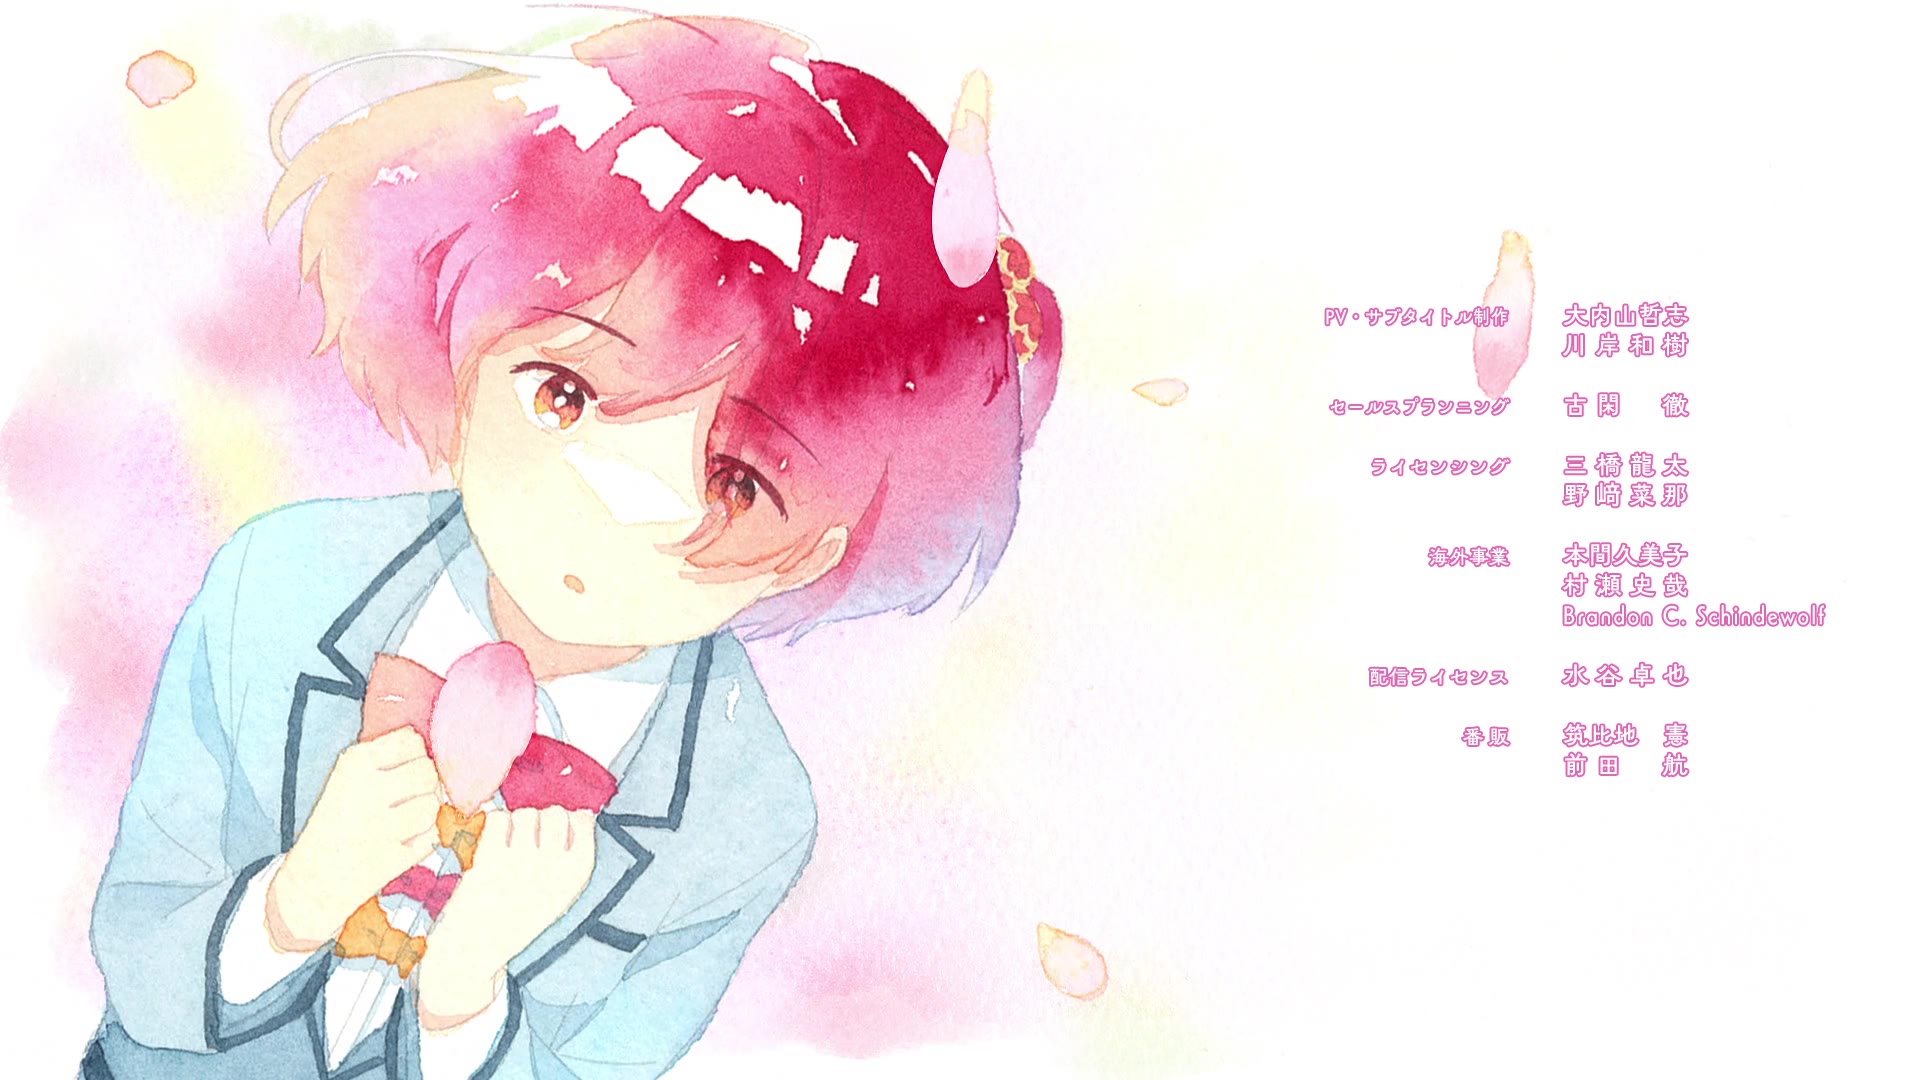 PV・サブタイトル制作 大内山哲志
川岸和樹
セールスプランニング 古閑 徹
ライセンシング 三橋龍太
野﨑菜那
海外事業 本間久美子
村瀬史哉
Brandon C. Schindewolf
配信ライセンス 水谷卓也
番販 筑比地 憲
前田 航